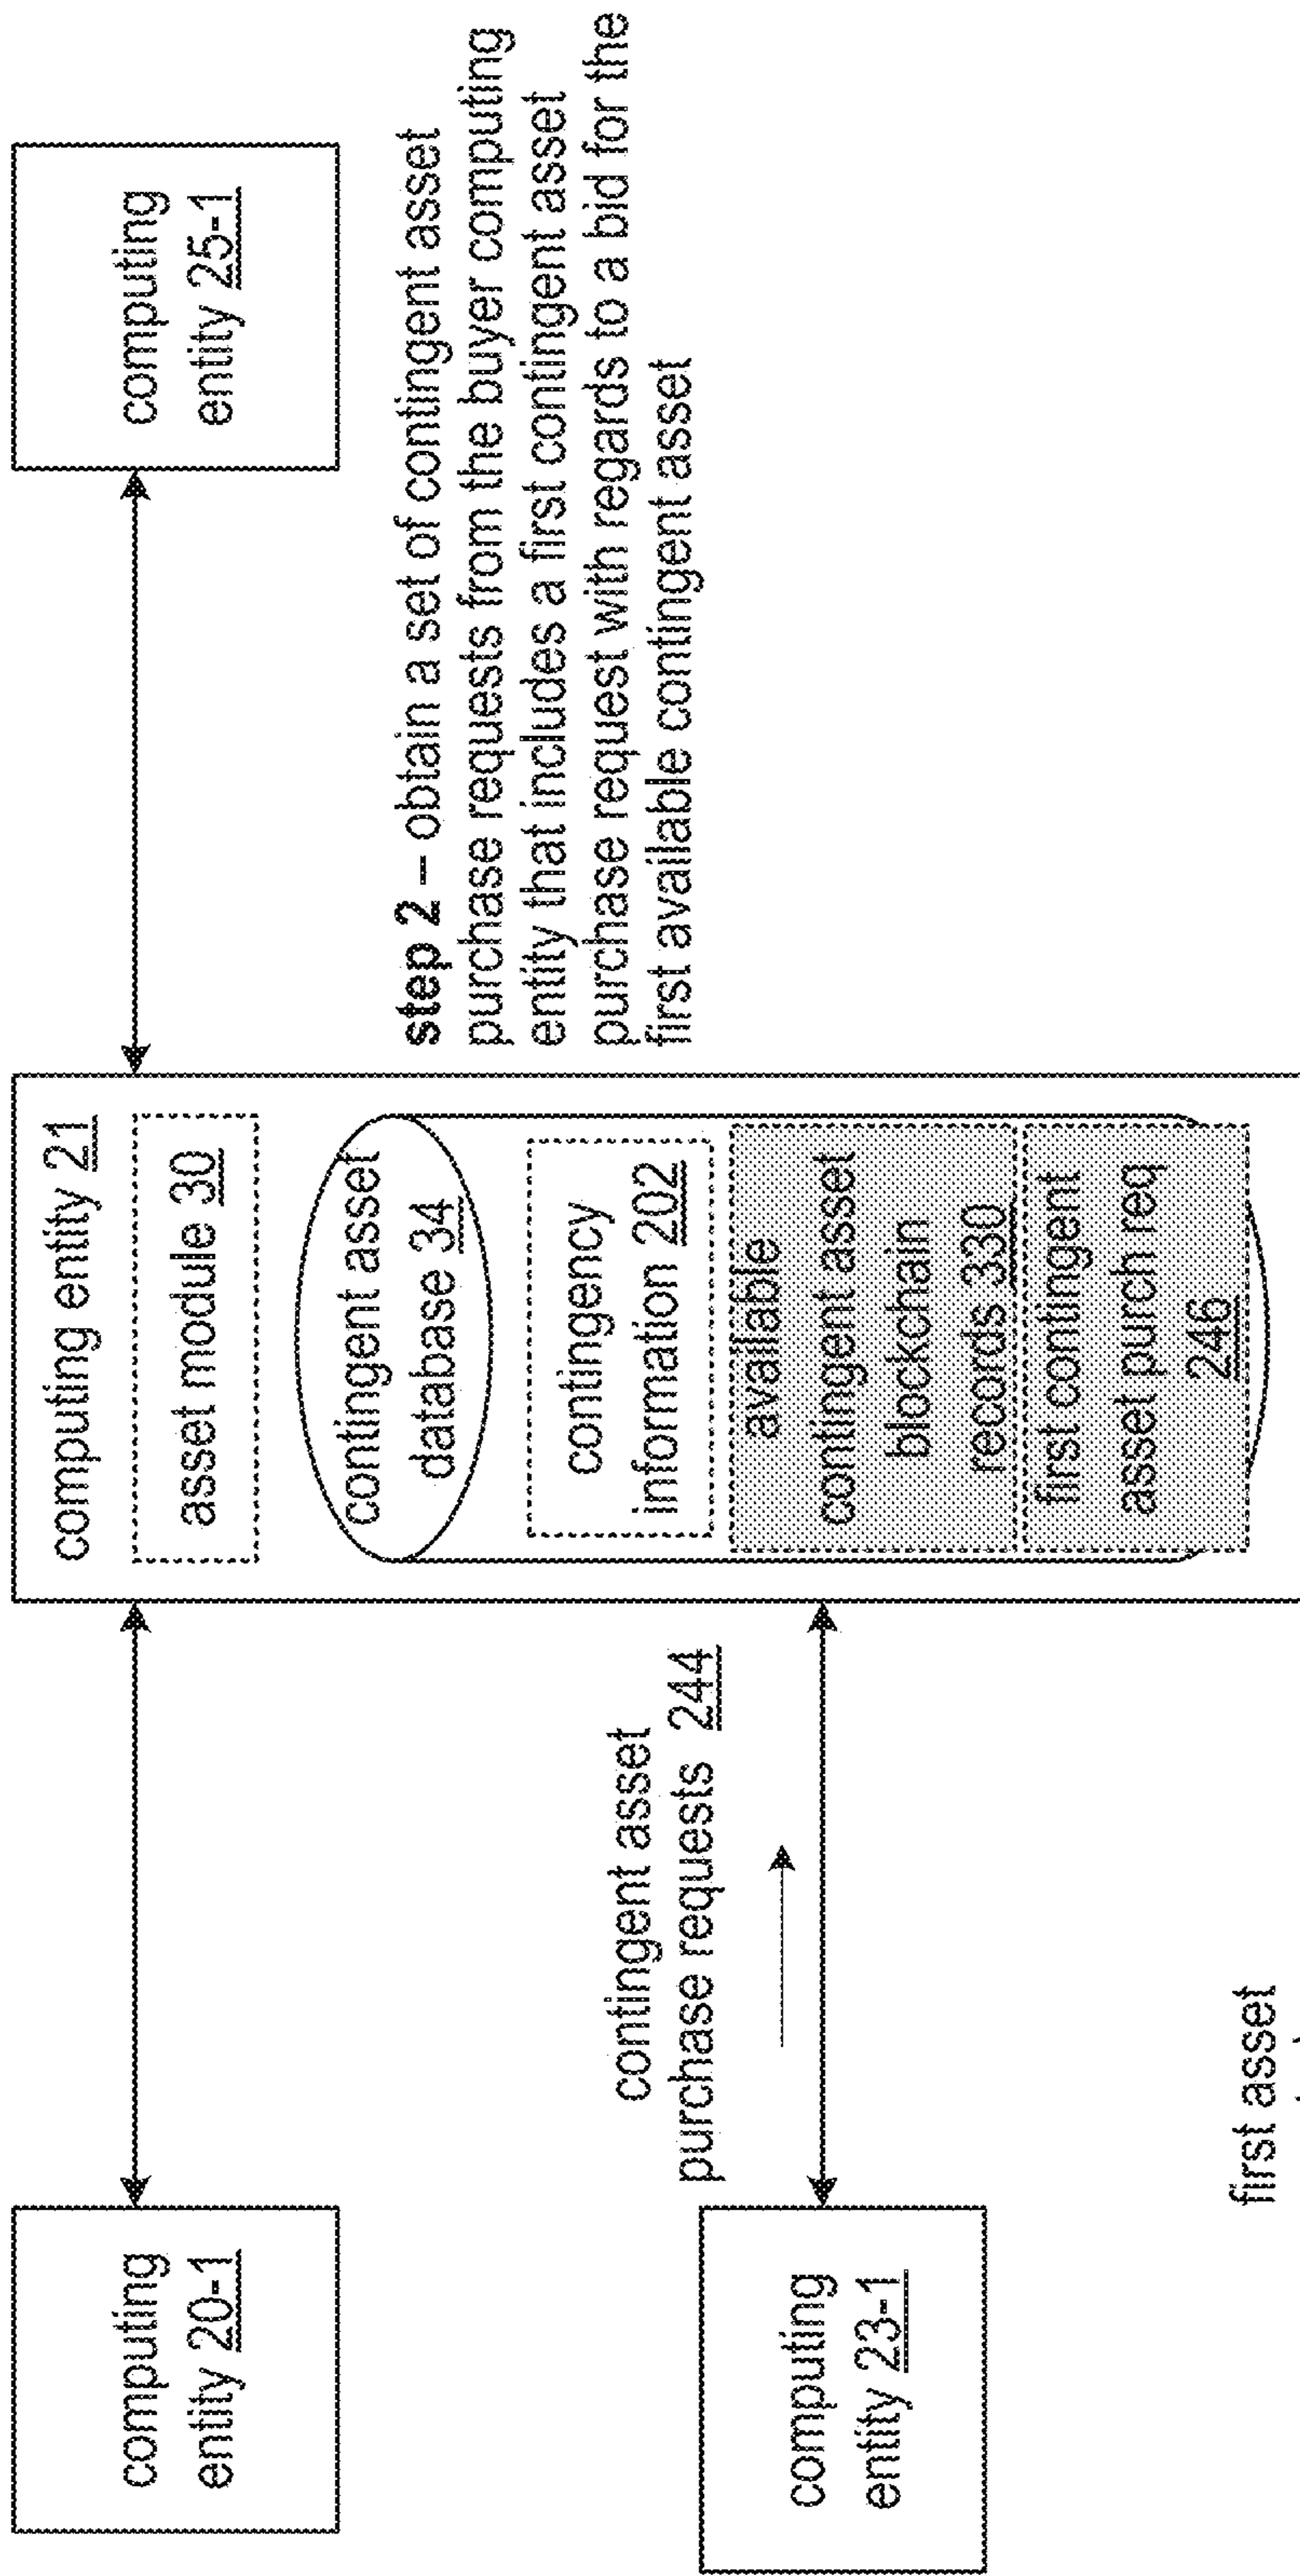 computing
entity 20-1
computing entity 21
asset module 30
computing
entity 25-1
contingent asset
database 34
contingency
information 202
available
contingent asset
blockchain
records 330
first contingent
asset purch req
246
step 2 – obtain a set of contingent asset
purchase requests from the buyer computing
entity that includes a first contingent asset
purchase request with regards to a bid for the
first available contingent asset
contingent asset
purchase requests 244
computing
entity 23-1
first asset